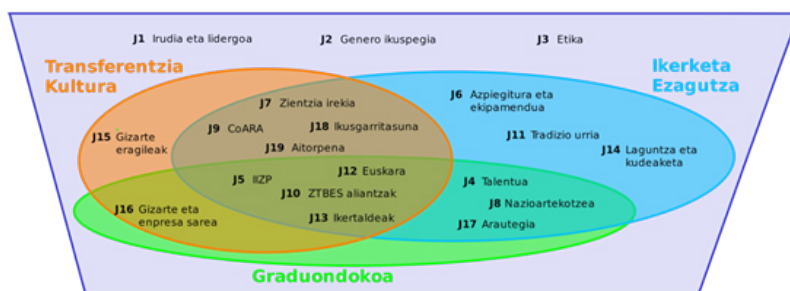 J1 Irudia eta lidergoa
J2 Genero ikuspegia
J3 Etika
Transferentzia
Kultura
Ikerketa
Ezagutza
J7 Zientzia irekia
J6 Azpiegitura eta
ekipamendua
J15 Gizarte
eragileak
J9 CoARA
J18 Ikusgarritasuna
J11 Tradizio urria
J19 Aitorpena
J14 Laguntza eta
kudeaketa
J12 Euskara
J5 IIZP
J4 Talentua
J10 ZTBES aliantzak
J16 Gizarte eta
enpresa sarea
J8 Nazioartekotzea
J13 Ikertaldeak
J17 Arautegia
Graduondokoa